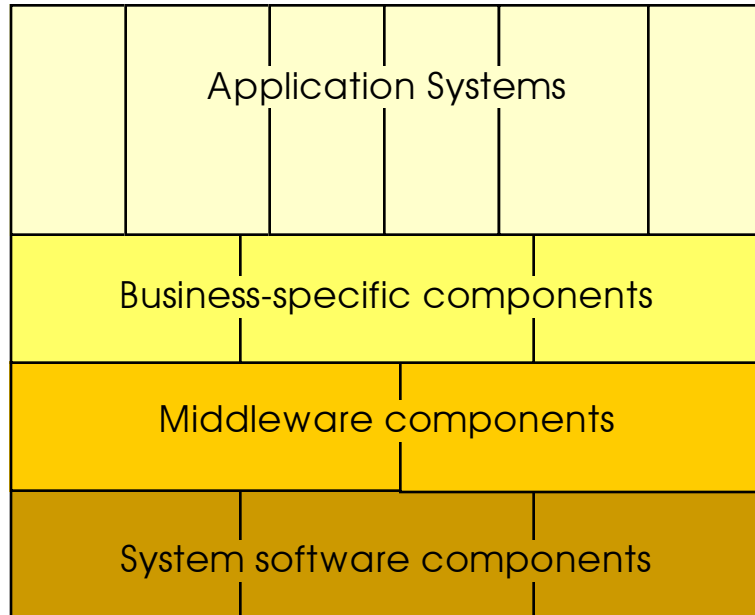 Application Systems
Business-specific components
Middleware components
System software components